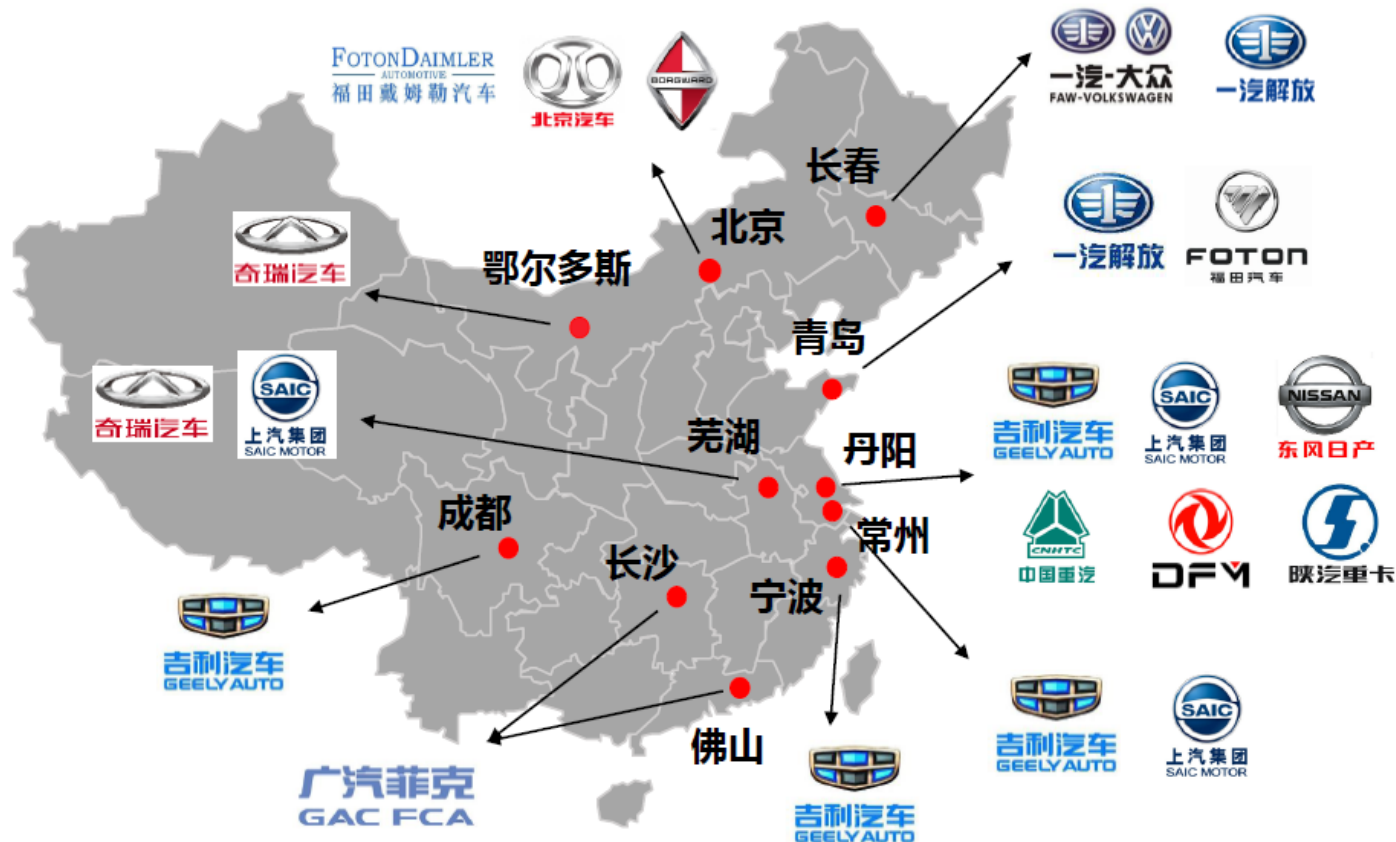 FOTONDAIMLER
AUTOMOTIVE
福田戴姆勒汽车
北京汽车
BORGWARD
一汽-大众
FAW-VOLKSWAGEN
一汽解放
长春
北京
鄂尔多斯
奇瑞汽车
一汽解放
FOTON
福田汽车
青岛
奇瑞汽车
SAIC
上汽集团
SAIC MOTOR
芜湖
丹阳
吉利汽车
GEELY AUTO
SAIC
上汽集团
SAIC MOTOR
NISSAN
东风日产
CNHTC
中国重汽
DFM
陕汽重卡
成都
长沙
常州
宁波
吉利汽车
GEELY AUTO
佛山
吉利汽车
GEELY AUTO
SAIC
上汽集团
SAIC MOTOR
广汽菲克
GAC FCA
吉利汽车
GEELY AUTO